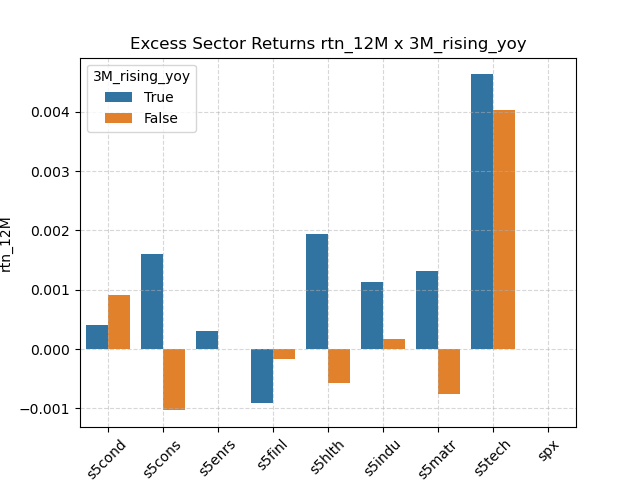 Excess Sector Returns rtn_12M x 3M_rising_yoy
3M_rising_yoy
True
False
0.004
0.003
0.002
0.001
0.000
−0.001
rtn_12M
s5cond
s5cons
s5enrs
s5finl
s5hlth
s5indu
s5matr
s5tech
spx